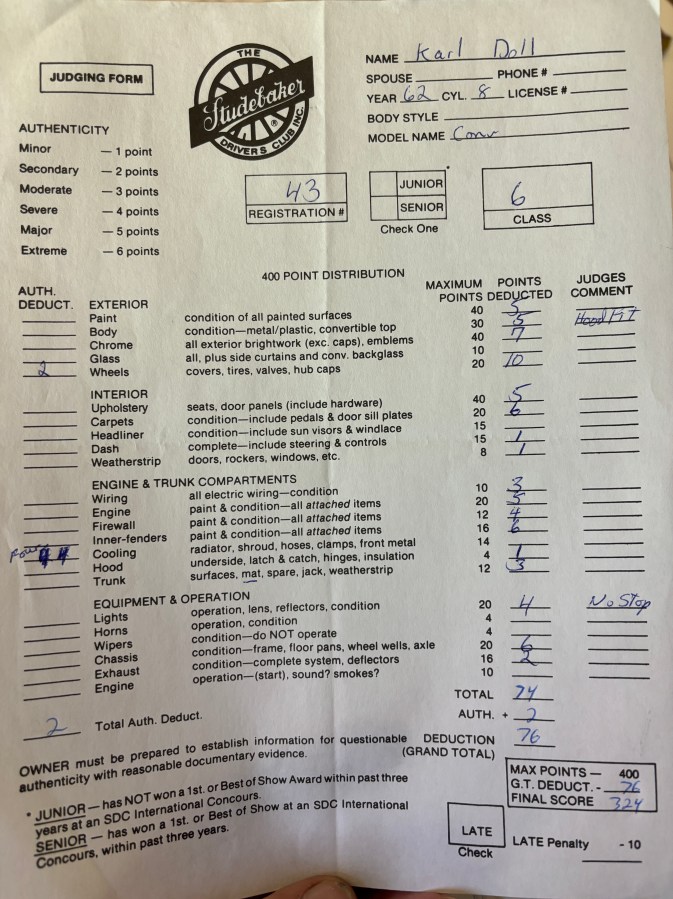 JUDGING FORM
THE
Studebaker
®
DRIVERS CLUB INC.
NAME Karl Doll
SPOUSE PHONE #
YEAR 62 CYL. 8 LICENSE #
BODY STYLE
MODEL NAME Conv
AUTHENTICITY
Minor — 1 point
Secondary — 2 points
Moderate — 3 points
Severe — 4 points
Major — 5 points
Extreme — 6 points
43
REGISTRATION #
JUNIOR *
SENIOR
Check One
6
CLASS
400 POINT DISTRIBUTION
AUTH. DEDUCT. EXTERIOR MAXIMUM POINTS POINTS DEDUCTED JUDGES COMMENT
Paint condition of all painted surfaces 40 5
Body condition—metal/plastic, convertible top 30 5 Hood Fit
Chrome all exterior brightwork (exc. caps), emblems 40 7
Glass all, plus side curtains and conv. backglass 10
2 Wheels covers, tires, valves, hub caps 20 10
INTERIOR
Upholstery seats, door panels (include hardware) 40 5
Carpets condition—include pedals & door sill plates 20 6
Headliner condition—include sun visors & windlace 15
Dash complete—include steering & controls 15 1
Weatherstrip doors, rockers, windows, etc. 8 1
ENGINE & TRUNK COMPARTMENTS
Wiring all electric wiring—condition 10 3
Engine paint & condition—all attached items 20 5
Firewall paint & condition—all attached items 12 4
Inner-fenders paint & condition—all attached items 16 6
Cooling radiator, shroud, hoses, clamps, front metal 14
Hood underside, latch & catch, hinges, insulation 4 1
Trunk surfaces, mat, spare, jack, weatherstrip 12 3
EQUIPMENT & OPERATION
Lights operation, lens, reflectors, condition 20 4 No Stop
Horns operation, condition 4
Wipers condition—do NOT operate 4
Chassis condition—frame, floor pans, wheel wells, axle 20 6
Exhaust condition—complete system, deflectors 16 2
Engine operation—(start), sound? smokes? 10
TOTAL 74
2 Total Auth. Deduct. AUTH. + 2
DEDUCTION 76
(GRAND TOTAL)
OWNER must be prepared to establish information for questionable
authenticity with reasonable documentary evidence.
* JUNIOR — has NOT won a 1st. or Best of Show Award within past three
years at an SDC International Concours.
SENIOR — has won a 1st. or Best of Show at an SDC International
Concours, within past three years.
MAX POINTS — 400
G.T. DEDUCT. - 76
FINAL SCORE 324
LATE
Check
LATE Penalty - 10